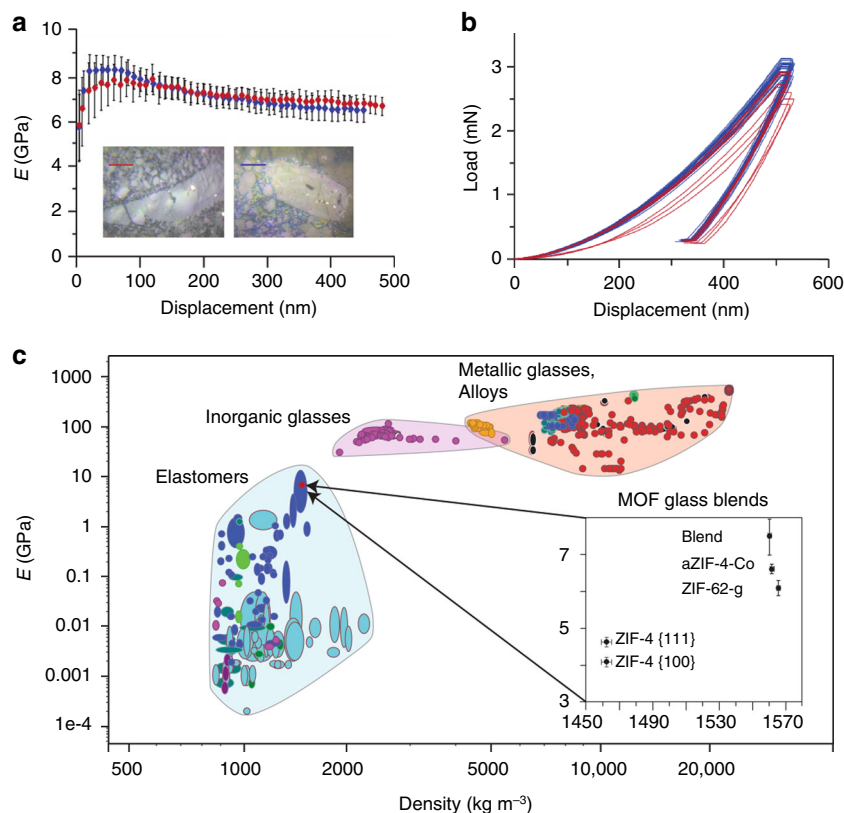 a
10
8
6
4
2
0
E (GPa)
0 100 200 300 400 500
Displacement (nm)
b
3
2
1
0
Load (mN)
0 200 400 600
Displacement (nm)
c
1000
100
10
1
0.1
0.01
0.001
1e-4
E (GPa)
Metallic glasses,
Alloys
Inorganic glasses
Elastomers
MOF glass blends
Blend
aZIF-4-Co
ZIF-62-g
ZIF-4 {111}
ZIF-4 {100}
7
5
3
1450 1490 1530 1570
500 1000 2000 5000 10,000 20,000
Density (kg m⁻³)